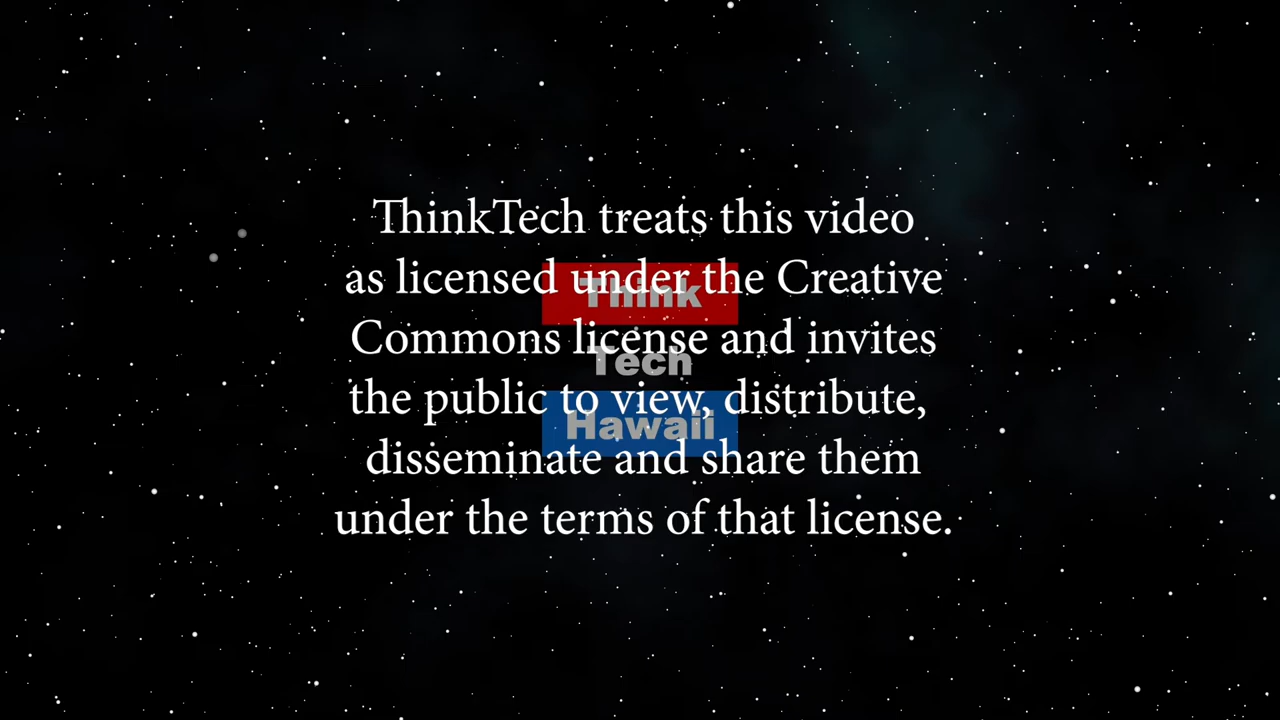 ThinkTech treats this video
as licensed under the Creative
Think
Commons license and invites
Tech
the public to view, distribute,
Hawaii
disseminate and share them
under the terms of that license.